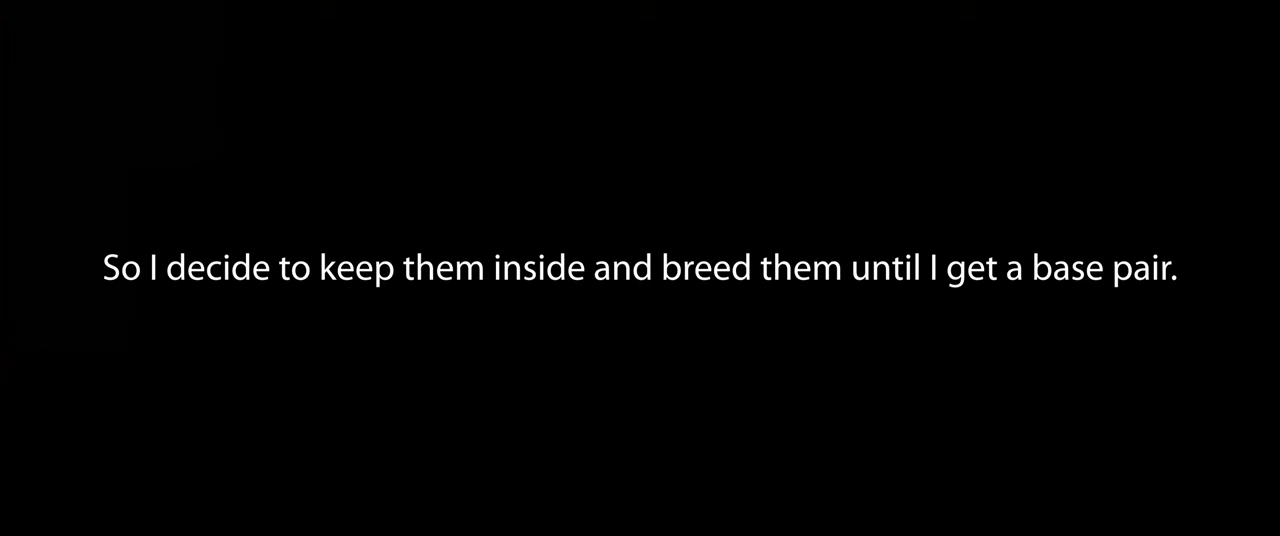 So I decide to keep them inside and breed them until I get a base pair.